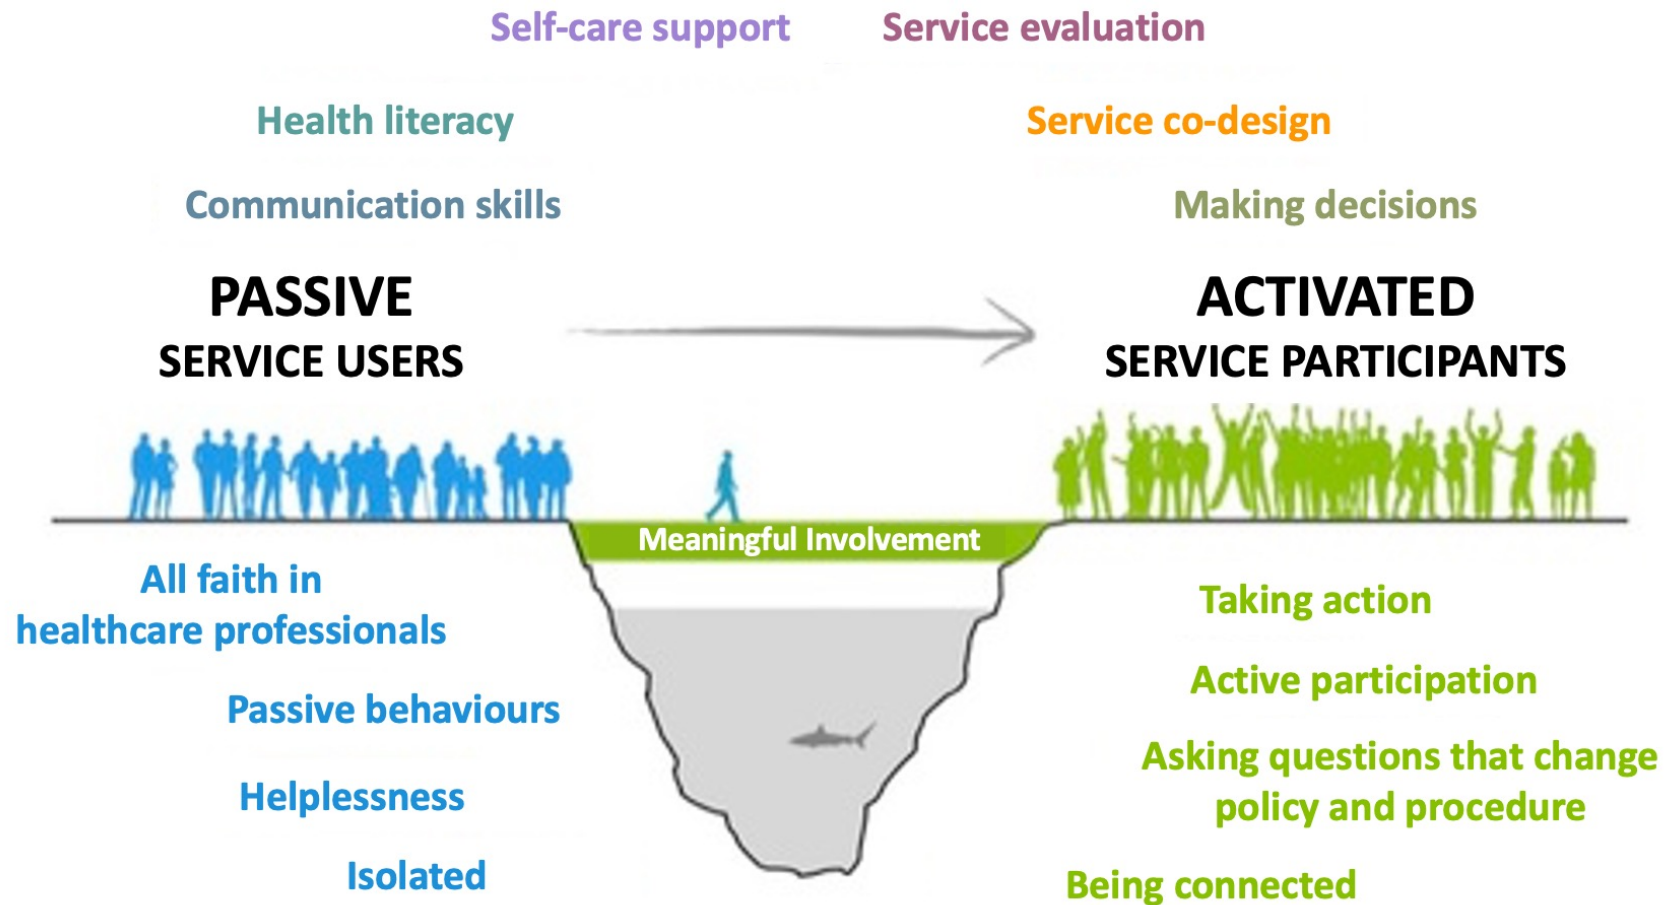 Self-care support
Service evaluation
Health literacy
Service co-design
Communication skills
Making decisions
PASSIVE
SERVICE USERS
ACTIVATED
SERVICE PARTICIPANTS
Meaningful Involvement
All faith in
healthcare professionals
Passive behaviours
Helplessness
Isolated
Taking action
Active participation
Asking questions that change
policy and procedure
Being connected